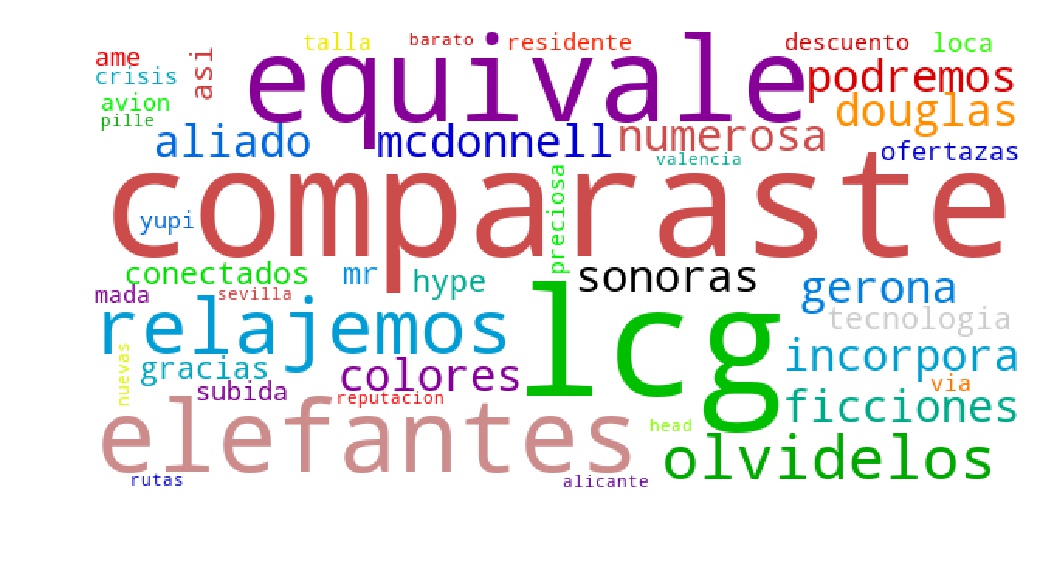 talla
barato
residente
descuento
loca
ame
asi
equivale
podremos
crisis
avion
douglas
pille
aliado
mcdonnell
numerosa
ofertazas
valencia
comparaste
preciosa
yupi
conectados
mr
hype
sonoras
gerona
mada
sevilla
relajemos
lcg
tecnologia
nuevas
gracias
colores
incorpora
subida
reputacion
via
elefantes
ficciones
head
olvidelos
rutas
alicante